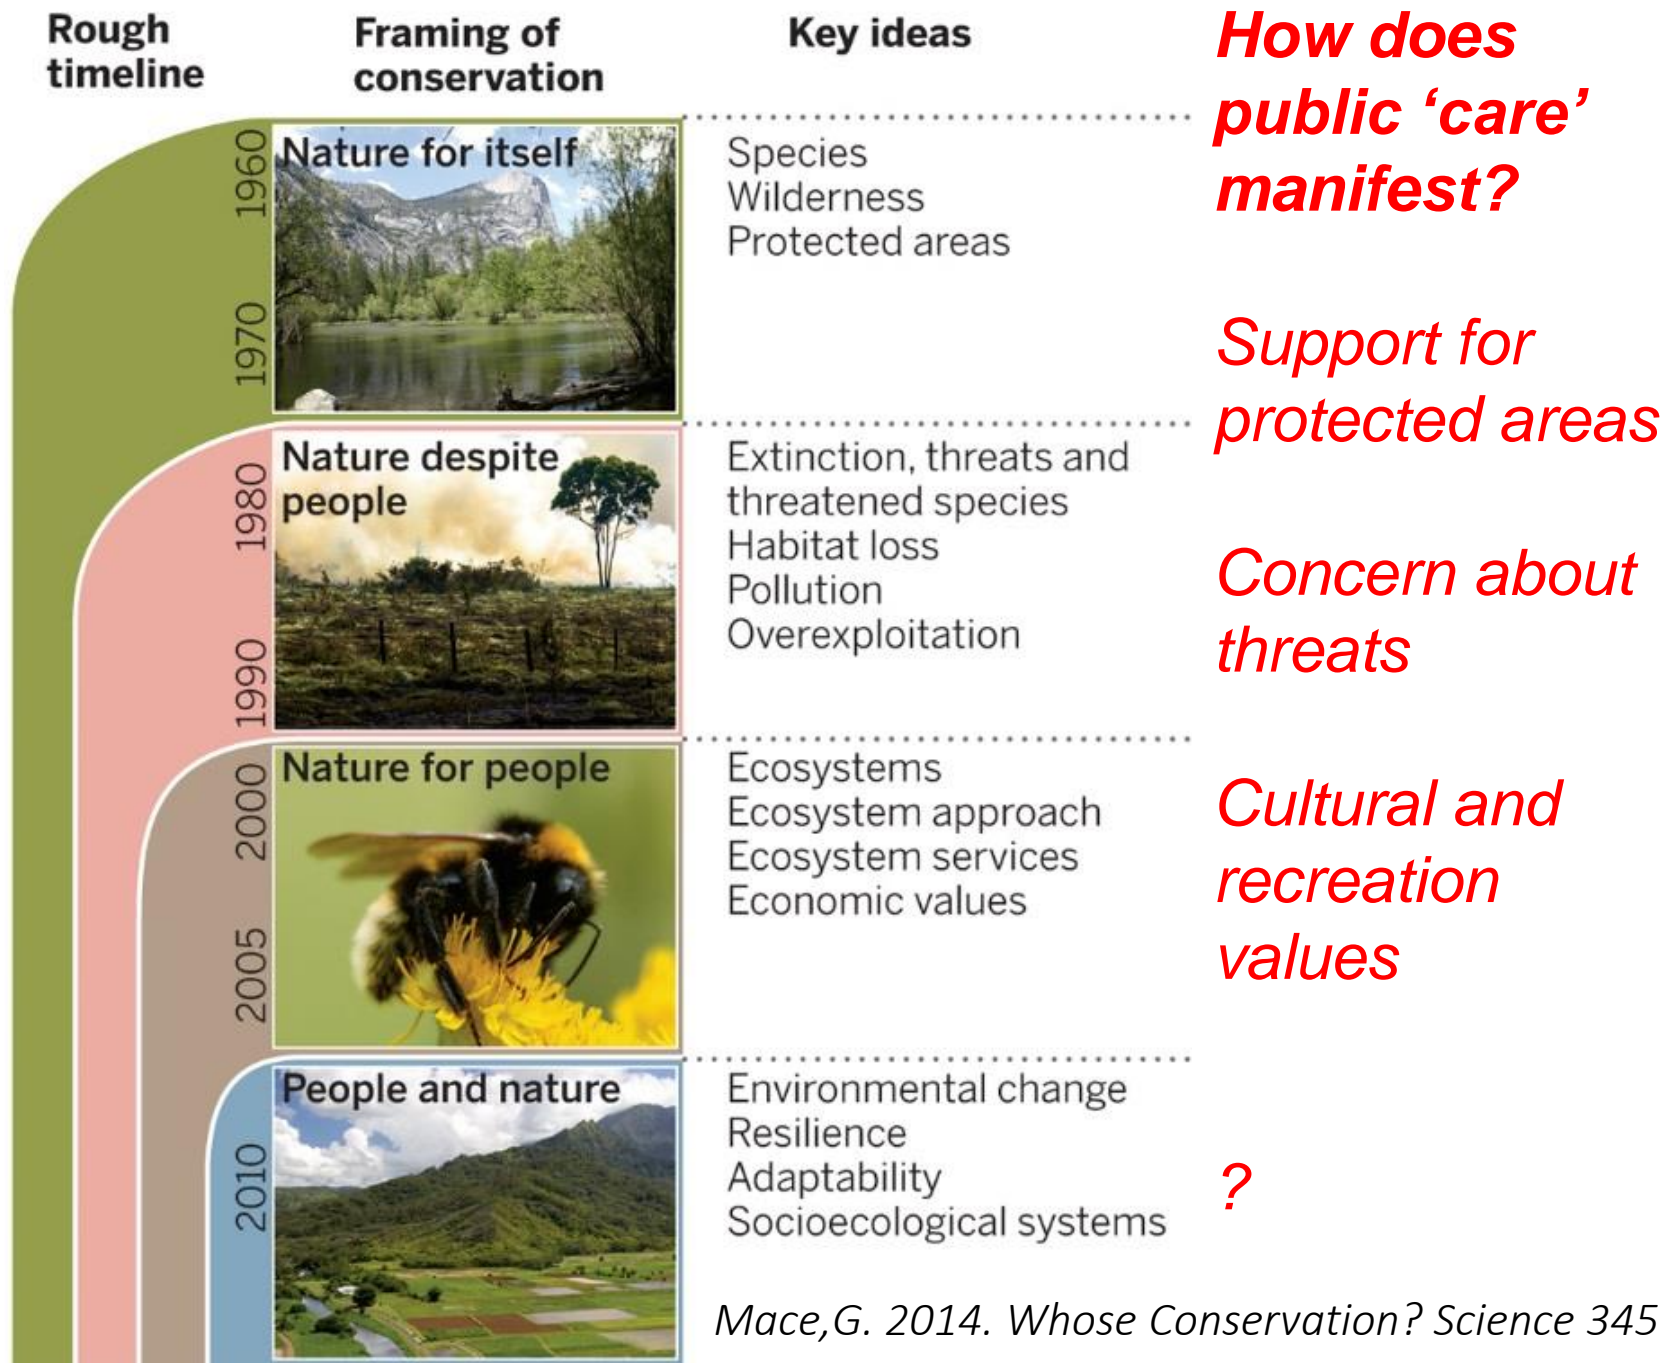 Rough
timeline
Framing of
conservation
Key ideas
How does
public ‘care’
manifest?
1960
1970
Nature for itself
Species
Wilderness
Protected areas
Support for
protected areas
1980
1990
Nature despite
people
Extinction, threats and
threatened species
Habitat loss
Pollution
Overexploitation
Concern about
threats
2000
2005
Nature for people
Ecosystems
Ecosystem approach
Ecosystem services
Economic values
Cultural and
recreation
values
2010
People and nature
Environmental change
Resilience
Adaptability
Socioecological systems
?
Mace,G. 2014. Whose Conservation? Science 345